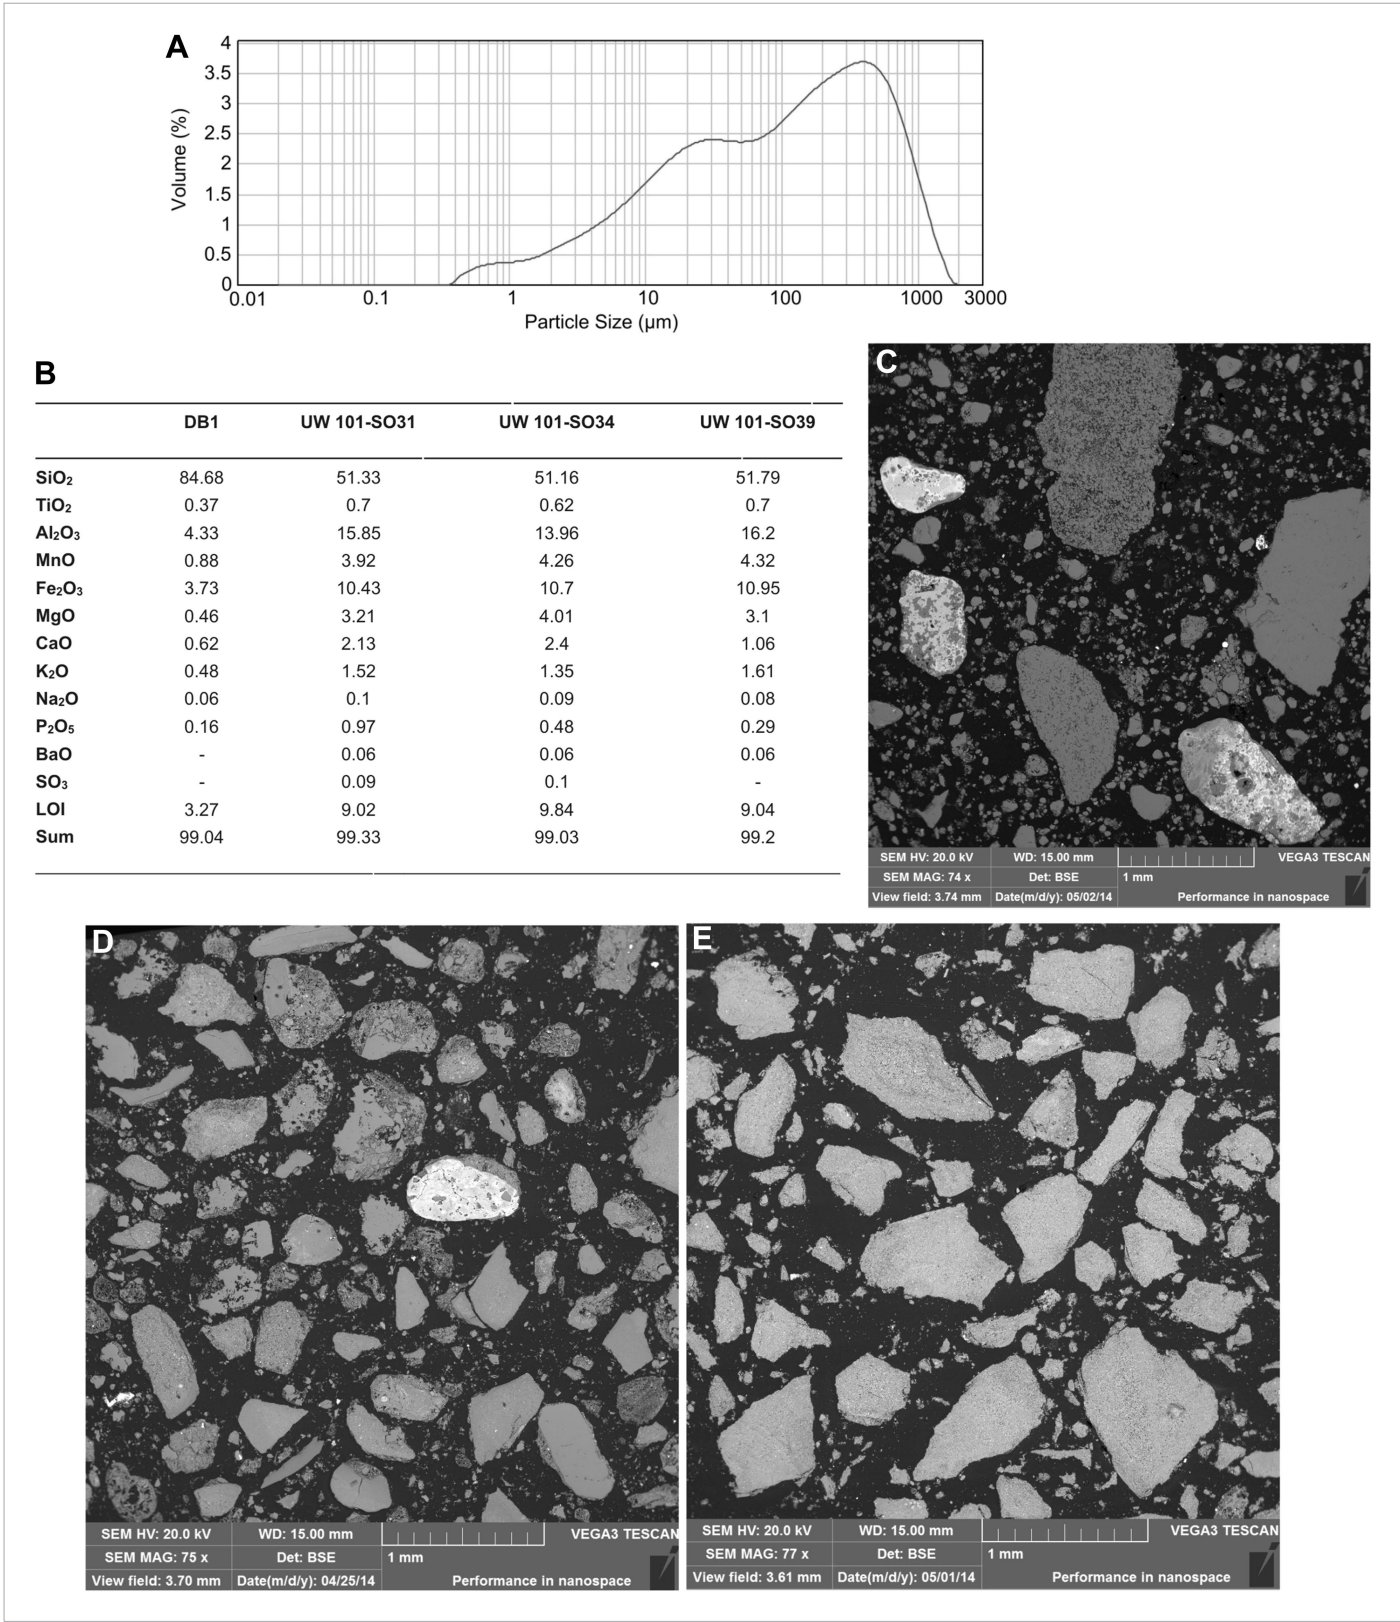 A
4
3.5
3
2.5
2
1.5
1
0.5
0
Volume (%)
0.01 0.1 1 10 100 1000 3000
Particle Size (µm)
B
DB1 UW 101-SO31 UW 101-SO34 UW 101-SO39
SiO₂ 84.68 51.33 51.16 51.79
TiO₂ 0.37 0.7 0.62 0.7
Al₂O₃ 4.33 15.85 13.96 16.2
MnO 0.88 3.92 4.26 4.32
Fe₂O₃ 3.73 10.43 10.7 10.95
MgO 0.46 3.21 4.01 3.1
CaO 0.62 2.13 2.4 1.06
K₂O 0.48 1.52 1.35 1.61
Na₂O 0.06 0.1 0.09 0.08
P₂O₅ 0.16 0.97 0.48 0.29
BaO - 0.06 0.06 0.06
SO₃ - 0.09 0.1 -
LOI 3.27 9.02 9.84 9.04
Sum 99.04 99.33 99.03 99.2
C
SEM HV: 20.0 kV WD: 15.00 mm VEGA3 TESCAN
SEM MAG: 74 x Det: BSE 1 mm
View field: 3.74 mm Date(m/d/y): 05/02/14 Performance in nanospace
D
SEM HV: 20.0 kV WD: 15.00 mm VEGA3 TESCAN
SEM MAG: 75 x Det: BSE 1 mm
View field: 3.70 mm Date(m/d/y): 04/25/14 Performance in nanospace
E
SEM HV: 20.0 kV WD: 15.00 mm VEGA3 TESCAN
SEM MAG: 77 x Det: BSE 1 mm
View field: 3.61 mm Date(m/d/y): 05/01/14 Performance in nanospace